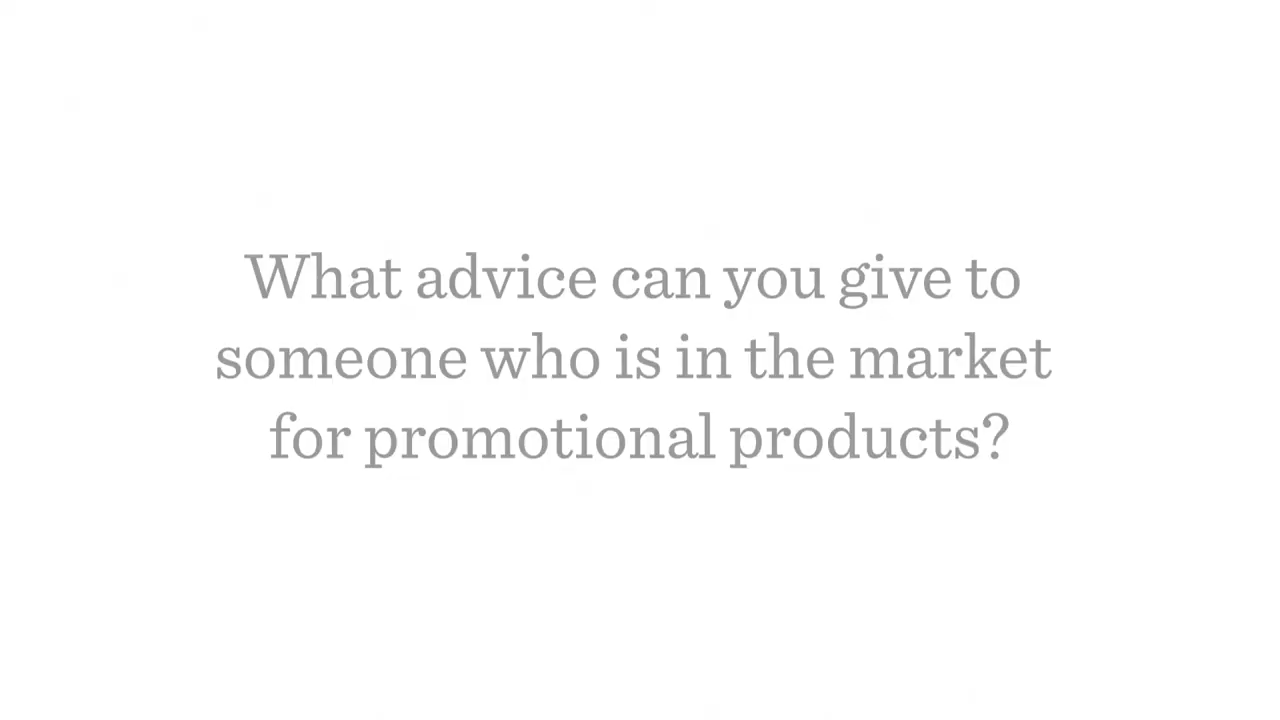 What advice can you give to
someone who is in the market
for promotional products?